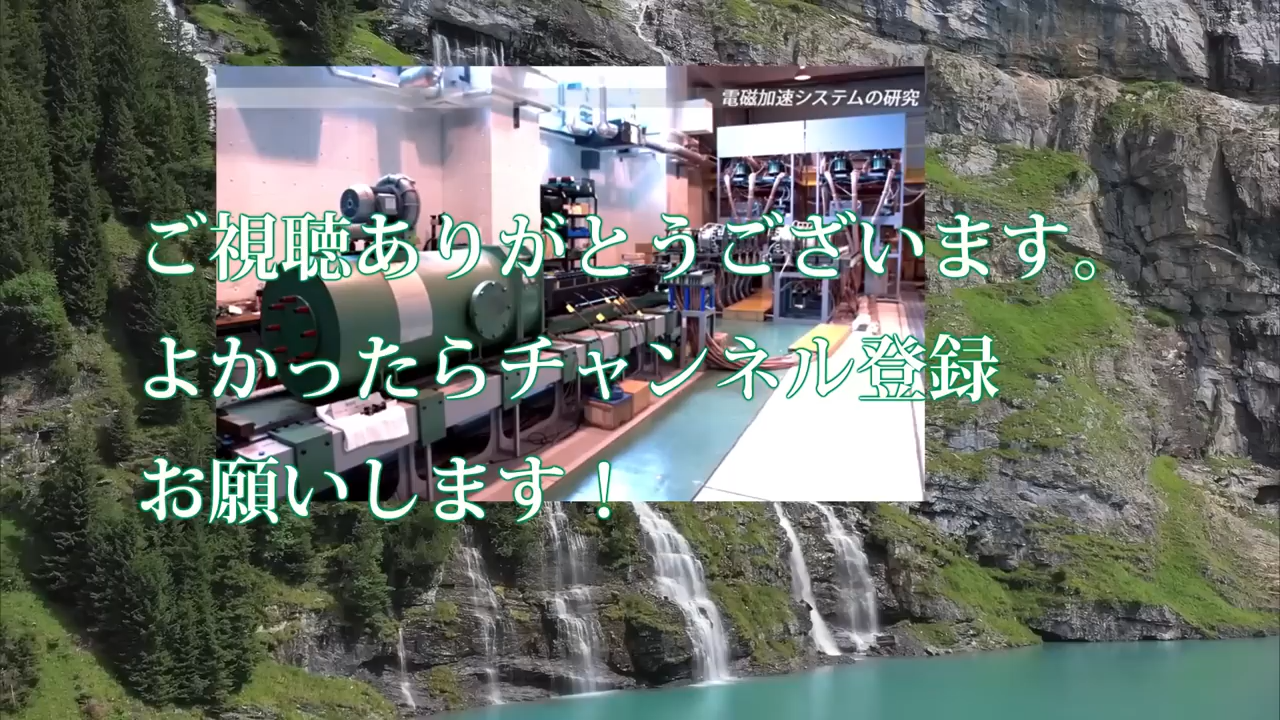 電磁加速システムの研究
ご視聴ありがとうございます。
よかったらチャンネル登録
お願いします！